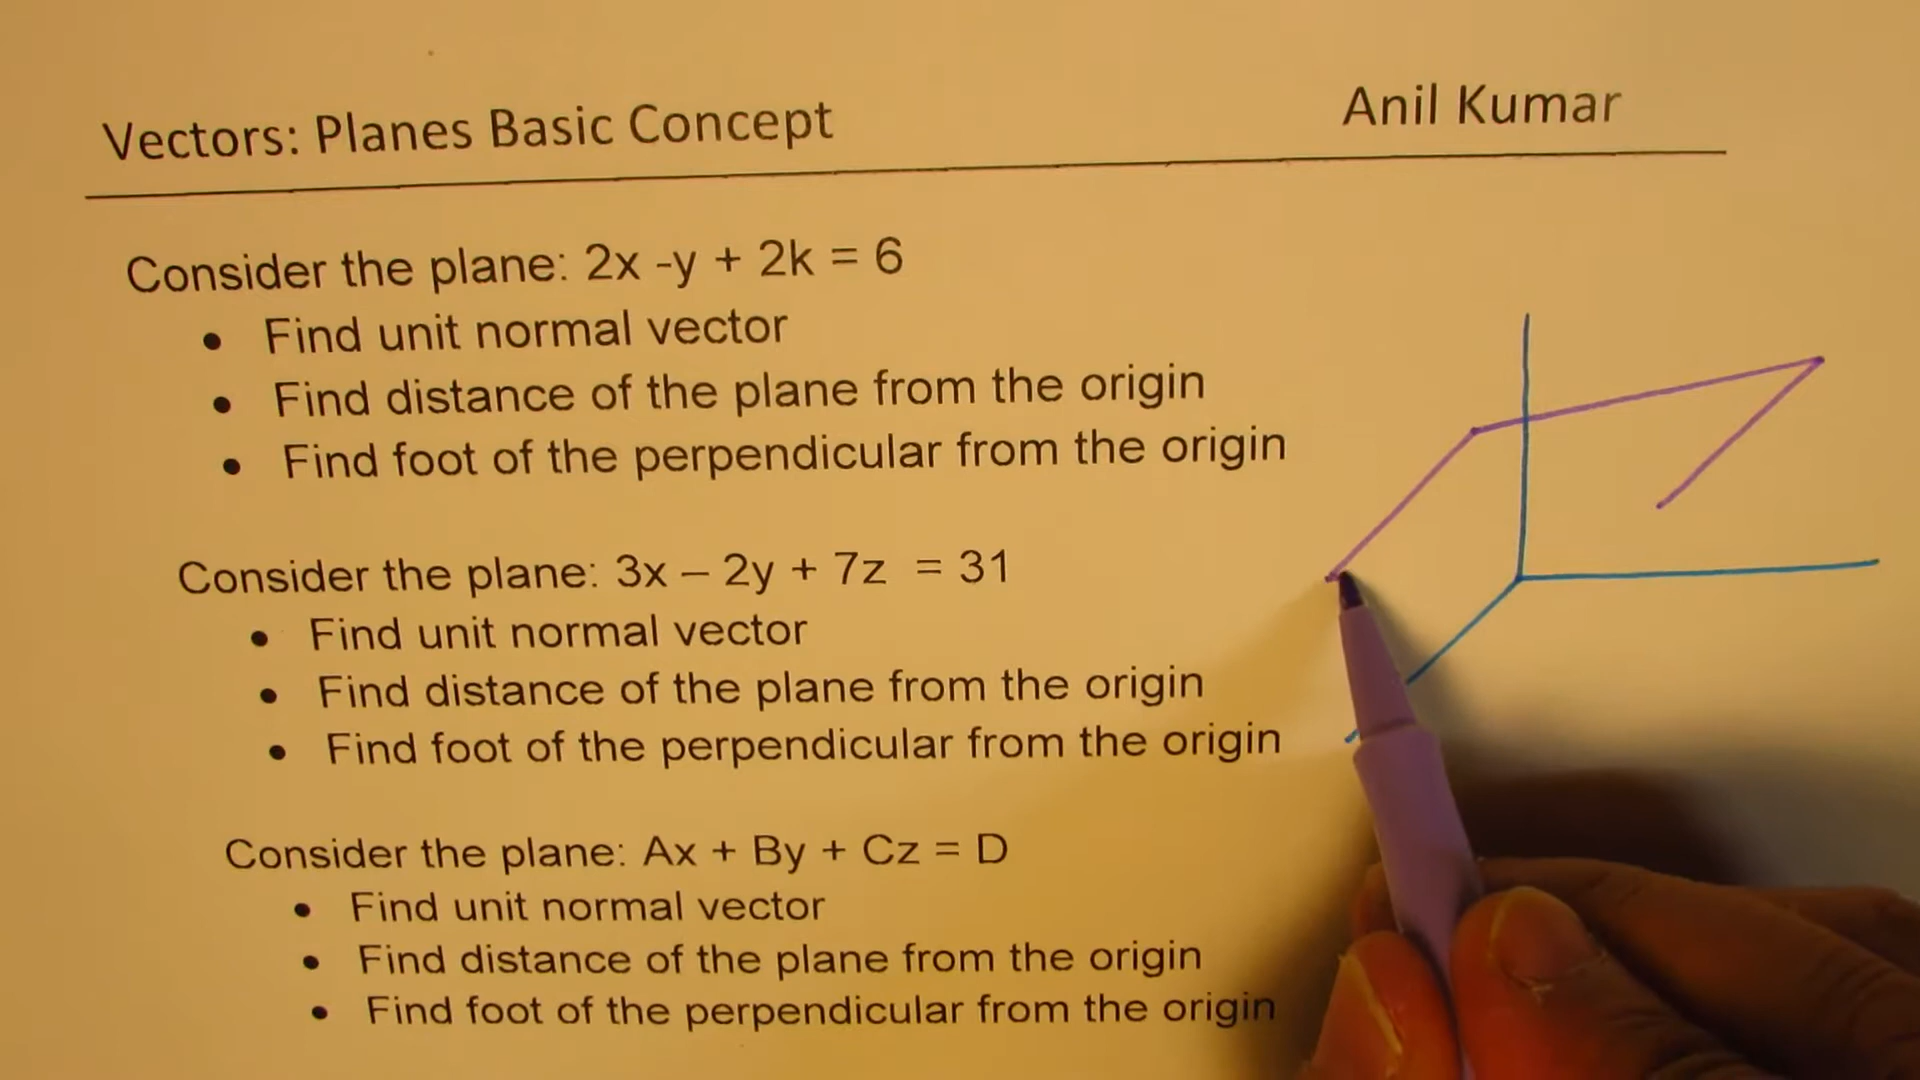 Vectors: Planes Basic Concept
Anil Kumar
Consider the plane: 2x -y + 2k = 6
• Find unit normal vector
• Find distance of the plane from the origin
• Find foot of the perpendicular from the origin
Consider the plane: 3x – 2y + 7z = 31
• Find unit normal vector
• Find distance of the plane from the origin
• Find foot of the perpendicular from the origin
Consider the plane: Ax + By + Cz = D
• Find unit normal vector
• Find distance of the plane from the origin
• Find foot of the perpendicular from the origin